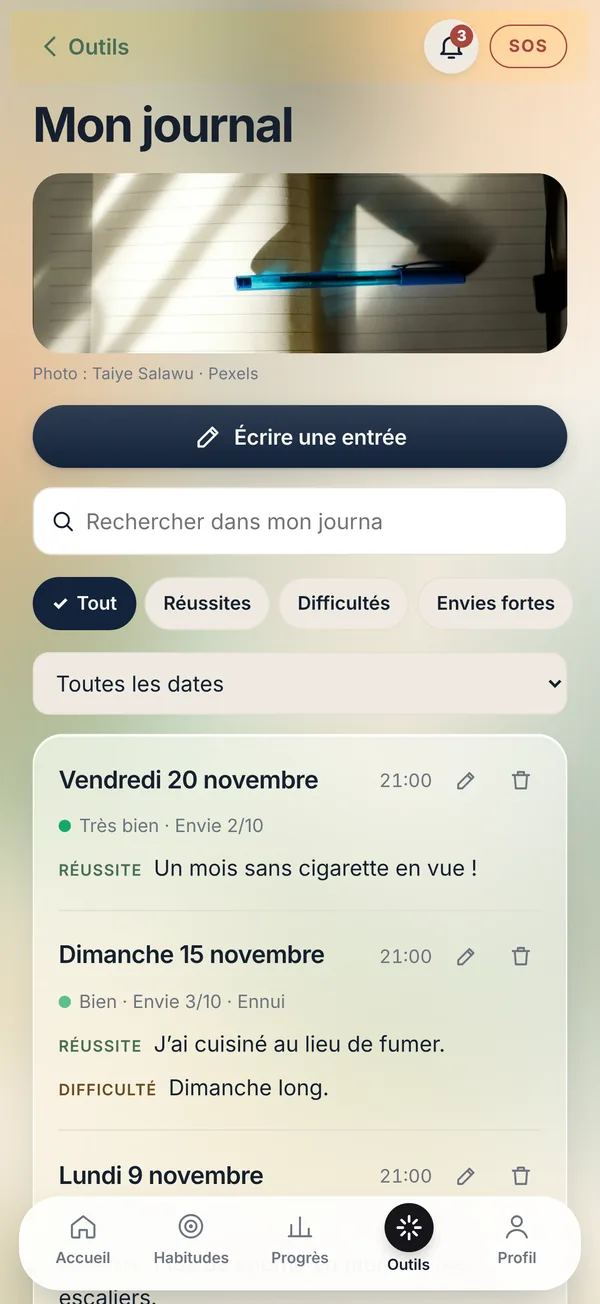 Outils
3
SOS
Mon journal
Photo : Taiye Salawu · Pexels
Écrire une entrée
Rechercher dans mon journa
Tout Réussites Difficultés Envies fortes
Toutes les dates
Vendredi 20 novembre 21:00
Très bien · Envie 2/10
RÉUSSITE Un mois sans cigarette en vue !
Dimanche 15 novembre 21:00
Bien · Envie 3/10 · Ennui
RÉUSSITE J’ai cuisiné au lieu de fumer.
DIFFICULTÉ Dimanche long.
Lundi 9 novembre 21:00
Accueil Habitudes Progrès Outils Profil
escaliers.